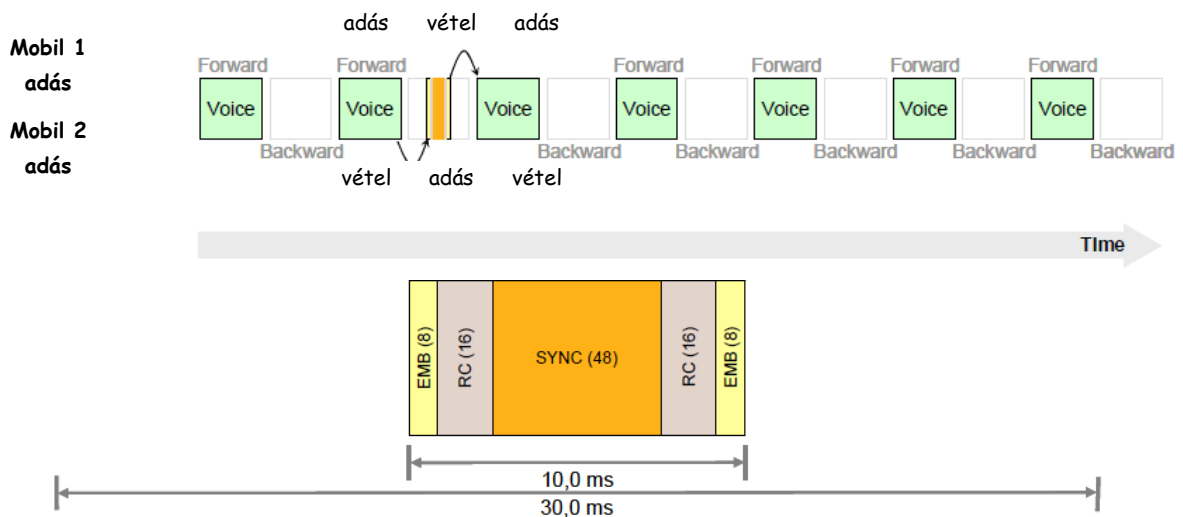 adás vétel adás
Mobil 1
adás
Forward Forward Forward Forward Forward Forward
Voice Voice Voice Voice Voice Voice Voice
Mobil 2
adás
Backward Backward Backward Backward Backward Backward
vétel adás vétel
TIme
EMB (8) RC (16) SYNC (48) RC (16) EMB (8)
10,0 ms
30,0 ms